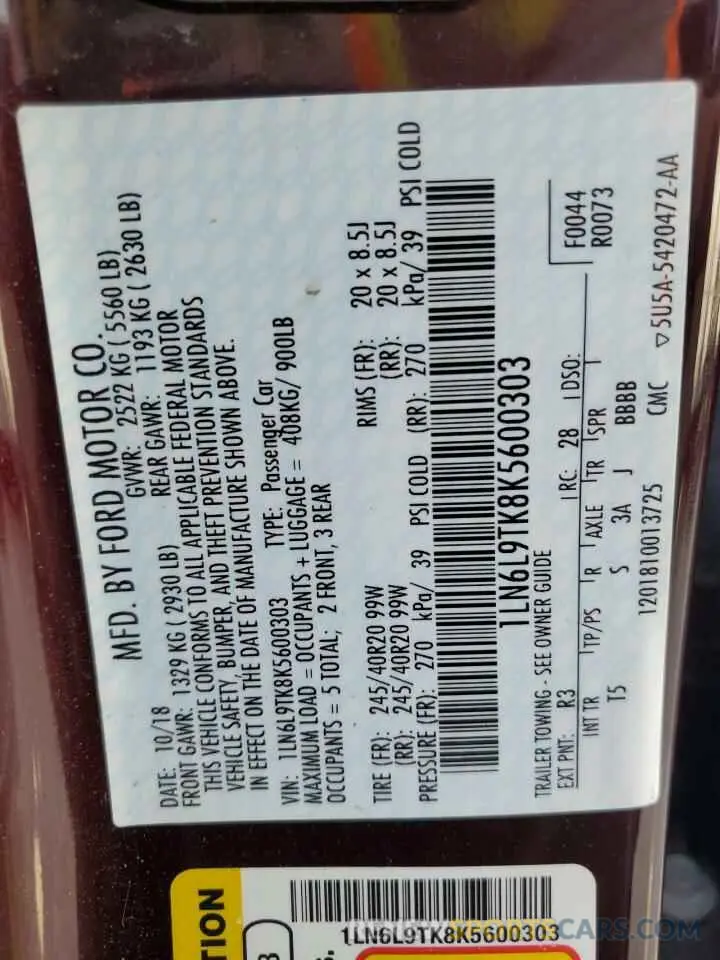 MFD. BY FORD MOTOR CO.
DATE: 10/18 GVWR: 2522 KG ( 5560 LB)
FRONT GAWR: 1329 KG ( 2930 LB) REAR GAWR: 1193 KG ( 2630 LB)
THIS VEHICLE CONFORMS TO ALL APPLICABLE FEDERAL MOTOR
VEHICLE SAFETY, BUMPER, AND THEFT PREVENTION STANDARDS
IN EFFECT ON THE DATE OF MANUFACTURE SHOWN ABOVE.
VIN: 1LN6L9TK8K5600303 TYPE: Passenger Car
MAXIMUM LOAD = OCCUPANTS + LUGGAGE = 408KG/ 900LB
OCCUPANTS = 5 TOTAL; 2 FRONT, 3 REAR
TIRE (FR): 245/40R20 99W RIMS (FR): 20 x 8.5J
(RR): 245/40R20 99W (RR): 20 x 8.5J
PRESSURE (FR): 270 kPa/ 39 PSI COLD (RR): 270 kPa/ 39 PSI COLD
1LN6L9TK8K5600303
TRAILER TOWING - SEE OWNER GUIDE F0044
EXT PNT: R3 RC: 28 DSO: R0073
INT TR TP/PS R AXLE TR SPR
T5 S 3A J BBBB
1201810013725 CMC ▽5U5A-5420472-AA
TION
1LN6L9TK8K5600303